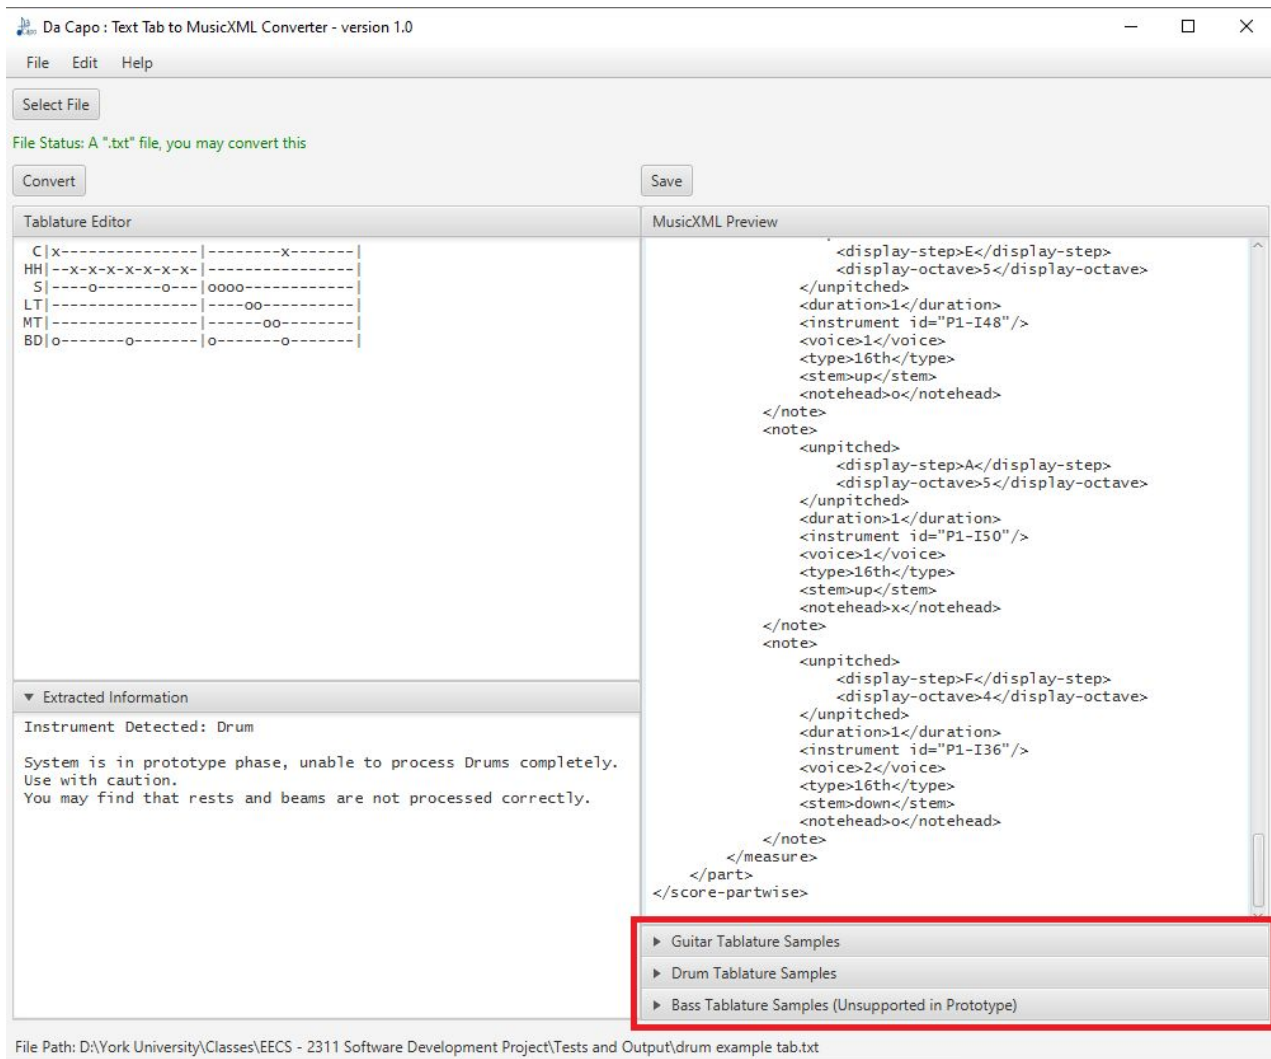 Da Capo : Text Tab to MusicXML Converter - version 1.0
File Edit Help
Select File
File Status: A ".txt" file, you may convert this
Convert
Save
Tablature Editor
 C|x---------------|--------x-------|
HH|--x-x-x-x-x-x-x-|----------------|
 S|----o-------o---|oooo------------|
LT|----------------|----oo----------|
MT|----------------|------oo--------|
BD|o-------o-------|o-------o-------|
Extracted Information
Instrument Detected: Drum
System is in prototype phase, unable to process Drums completely.
Use with caution.
You may find that rests and beams are not processed correctly.
MusicXML Preview
<display-step>E</display-step>
<display-octave>5</display-octave>
</unpitched>
<duration>1</duration>
<instrument id="P1-I48"/>
<voice>1</voice>
<type>16th</type>
<stem>up</stem>
<notehead>o</notehead>
</note>
<note>
<unpitched>
<display-step>A</display-step>
<display-octave>5</display-octave>
</unpitched>
<duration>1</duration>
<instrument id="P1-I50"/>
<voice>1</voice>
<type>16th</type>
<stem>up</stem>
<notehead>x</notehead>
</note>
<note>
<unpitched>
<display-step>F</display-step>
<display-octave>4</display-octave>
</unpitched>
<duration>1</duration>
<instrument id="P1-I36"/>
<voice>2</voice>
<type>16th</type>
<stem>down</stem>
<notehead>o</notehead>
</note>
</measure>
</part>
</score-partwise>
Guitar Tablature Samples
Drum Tablature Samples
Bass Tablature Samples (Unsupported in Prototype)
File Path: D:\York University\Classes\EECS - 2311 Software Development Project\Tests and Output\drum example tab.txt